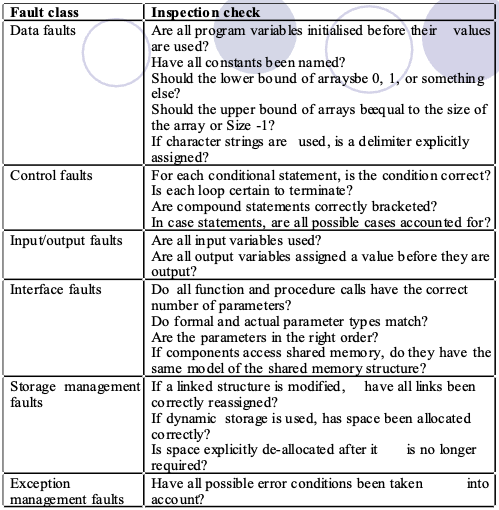 Fault class Inspection check
Data faults Are all program variables initialised before their values
are used?
Have all constants been named?
Should the lower bound of arraysbe 0, 1, or something
else?
Should the upper bound of arrays beequal to the size of
the array or Size -1?
If character strings are used, is a delimiter explicitly
assigned?
Control faults For each conditional statement, is the condition correct?
Is each loop certain to terminate?
Are compound statements correctly bracketed?
In case statements, are all possible cases accounted for?
Input/output faults Are all input variables used?
Are all output variables assigned a value before they are
output?
Interface faults Do all function and procedure calls have the correct
number of parameters?
Do formal and actual parameter types match?
Are the parameters in the right order?
If components access shared memory, do they have the
same model of the shared memory structure?
Storage management If a linked structure is modified, have all links been
faults correctly reassigned?
If dynamic storage is used, has space been allocated
correctly?
Is space explicitly de-allocated after it is no longer
required?
Exception Have all possible error conditions been taken into
management faults account?